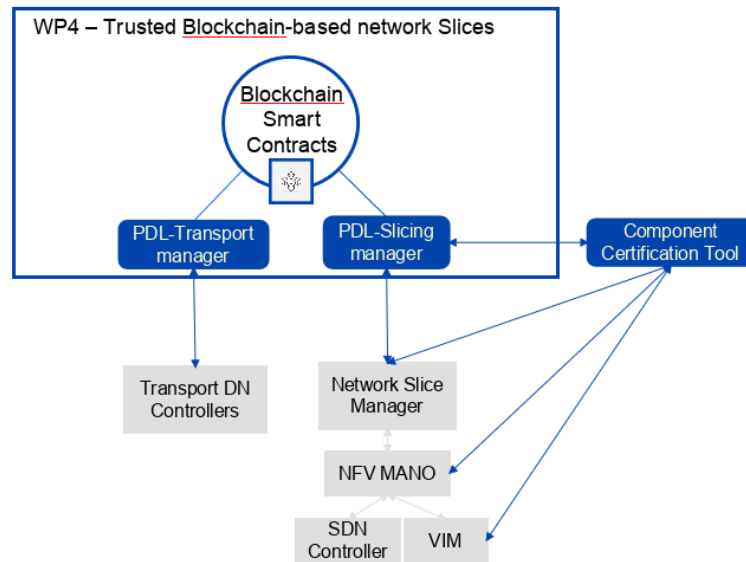 WP4 – Trusted Blockchain-based network Slices
Blockchain
Smart
Contracts
PDL-Transport
manager
PDL-Slicing
manager
Component
Certification Tool
Transport DN
Controllers
Network Slice
Manager
NFV MANO
SDN
Controller
VIM